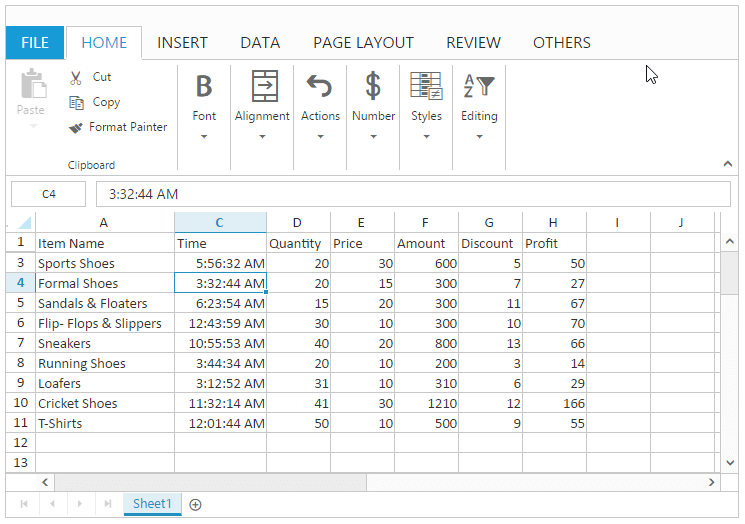 FILE HOME INSERT DATA PAGE LAYOUT REVIEW OTHERS
Paste
Cut
Copy
Format Painter
Clipboard
B
Font
Alignment
Actions
$
Number
Styles
A
Z
Editing
C4 3:32:44 AM
A B C D E F G H I J
1 Item Name Time Quantity Price Amount Discount Profit
3 Sports Shoes 5:56:32 AM 20 30 600 5 50
4 Formal Shoes 3:32:44 AM 20 15 300 7 27
5 Sandals & Floaters 6:23:54 AM 15 20 300 11 67
6 Flip- Flops & Slippers 12:43:59 AM 30 10 300 10 70
7 Sneakers 10:55:53 AM 40 20 800 13 66
8 Running Shoes 3:44:34 AM 20 10 200 3 14
9 Loafers 3:12:52 AM 31 10 310 6 29
10 Cricket Shoes 11:32:14 AM 41 30 1210 12 166
11 T-Shirts 12:01:44 AM 50 10 500 9 55
12
13
Sheet1